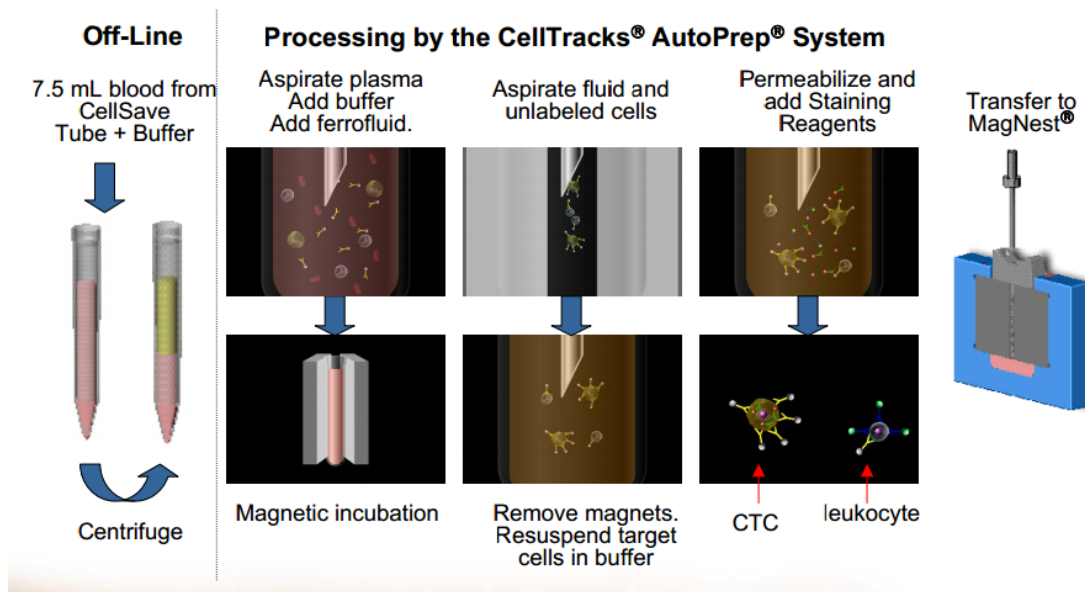 Off-Line
Processing by the CellTracks® AutoPrep® System
7.5 mL blood from
CellSave
Tube + Buffer
Centrifuge
Aspirate plasma
Add buffer
Add ferrofluid.
Magnetic incubation
Aspirate fluid and
unlabeled cells
Remove magnets.
Resuspend target
cells in buffer
Permeabilize and
add Staining
Reagents
CTC
leukocyte
Transfer to
MagNest®